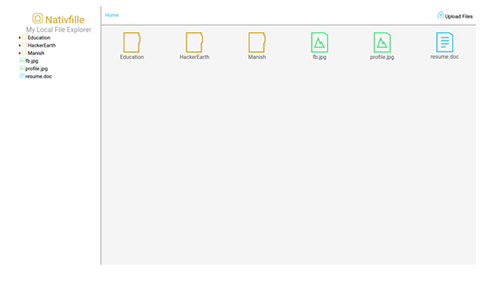 Nativfille
My Local File Explorer
Education
HackerEarth
Manish
fb.jpg
profile.jpg
resume.doc
Home
Upload Files
Education
HackerEarth
Manish
fb.jpg
profile.jpg
resume.doc